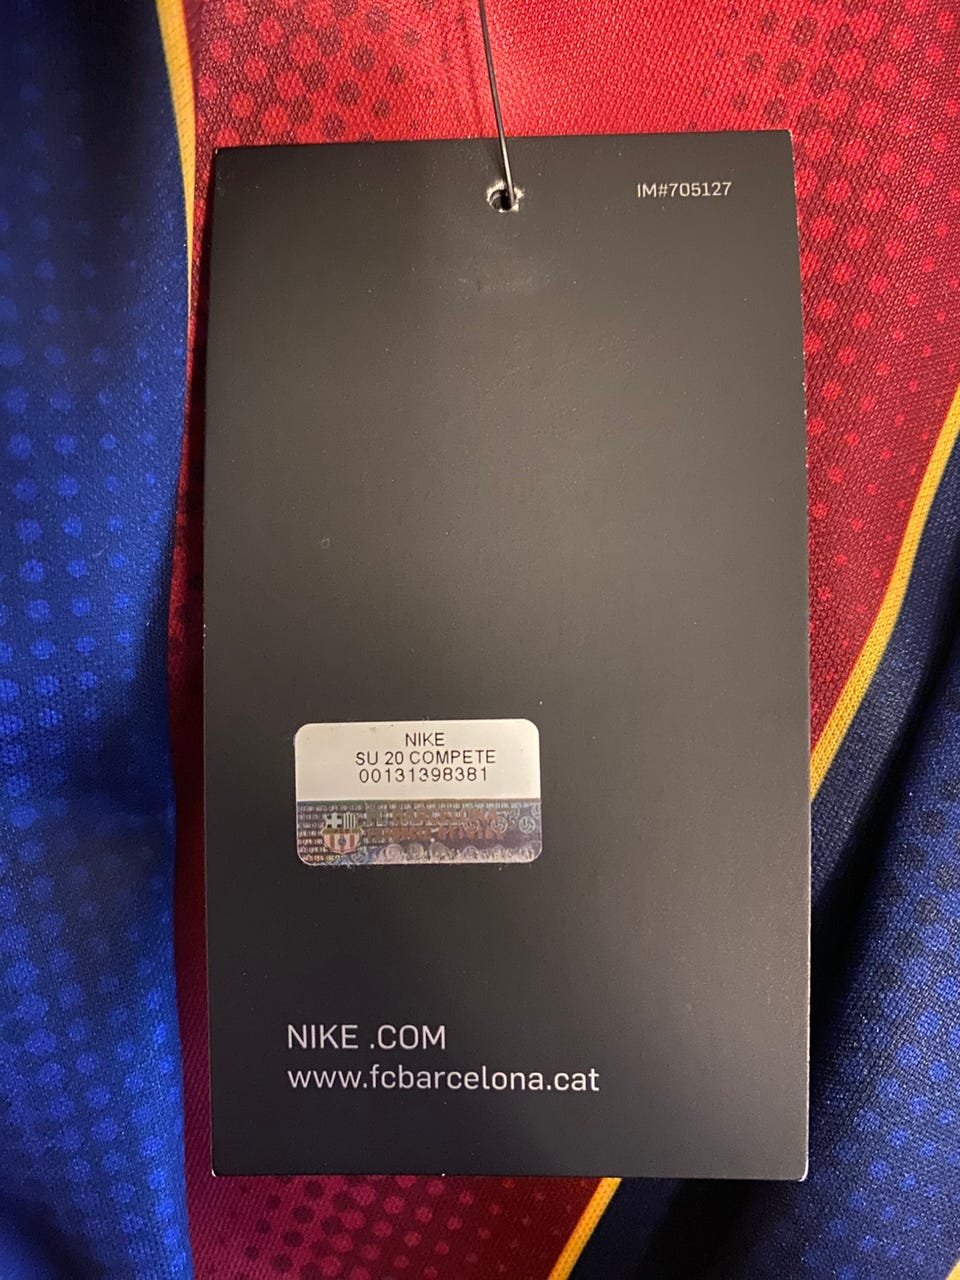 IM#705127
NIKE
SU 20 COMPETE
00131398381
NIKE .COM
www.fcbarcelona.cat